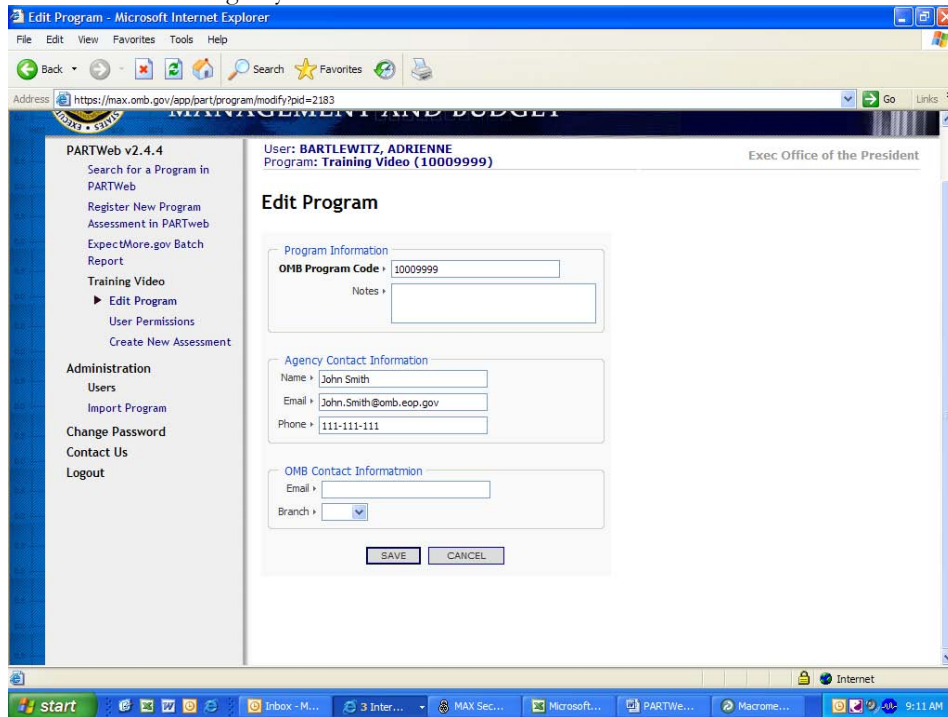 Edit Program - Microsoft Internet Explorer
File Edit View Favorites Tools Help
Back Search Favorites
Address https://max.omb.gov/app/part/program/modify?pid=2183 Go Links
MANAGEMENT AND BUDGET
PARTWeb v2.4.4
Search for a Program in
PARTWeb
Register New Program
Assessment in PARTweb
ExpectMore.gov Batch
Report
Training Video
Edit Program
User Permissions
Create New Assessment
Administration
Users
Import Program
Change Password
Contact Us
Logout
User: BARTLEWITZ, ADRIENNE
Program: Training Video (10009999)
Exec Office of the President
Edit Program
Program Information
OMB Program Code 10009999
Notes
Agency Contact Information
Name John Smith
Email John.Smith@omb.eop.gov
Phone 111-111-111
OMB Contact Informatmion
Email
Branch
SAVE CANCEL
Internet
start Inbox - M... 3 Inter... MAX Sec... Microsoft... PARTWe... Macrome... 9:11 AM